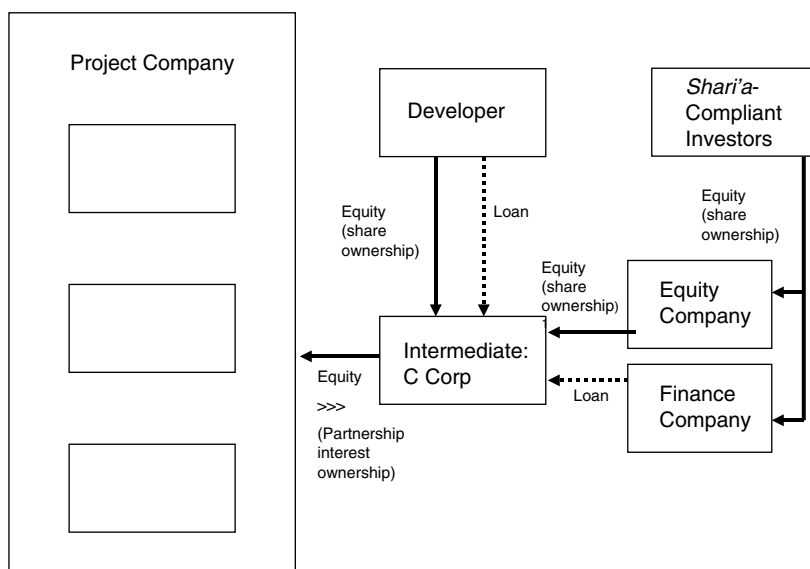 Project Company
Developer
Shari'a-
Compliant
Investors
Equity
(share
ownership)
Loan
Equity
(share
ownership)
Equity
(share
ownership)
Equity
Company
Intermediate:
C Corp
Equity
>>>
(Partnership
interest
ownership)
Loan
Finance
Company